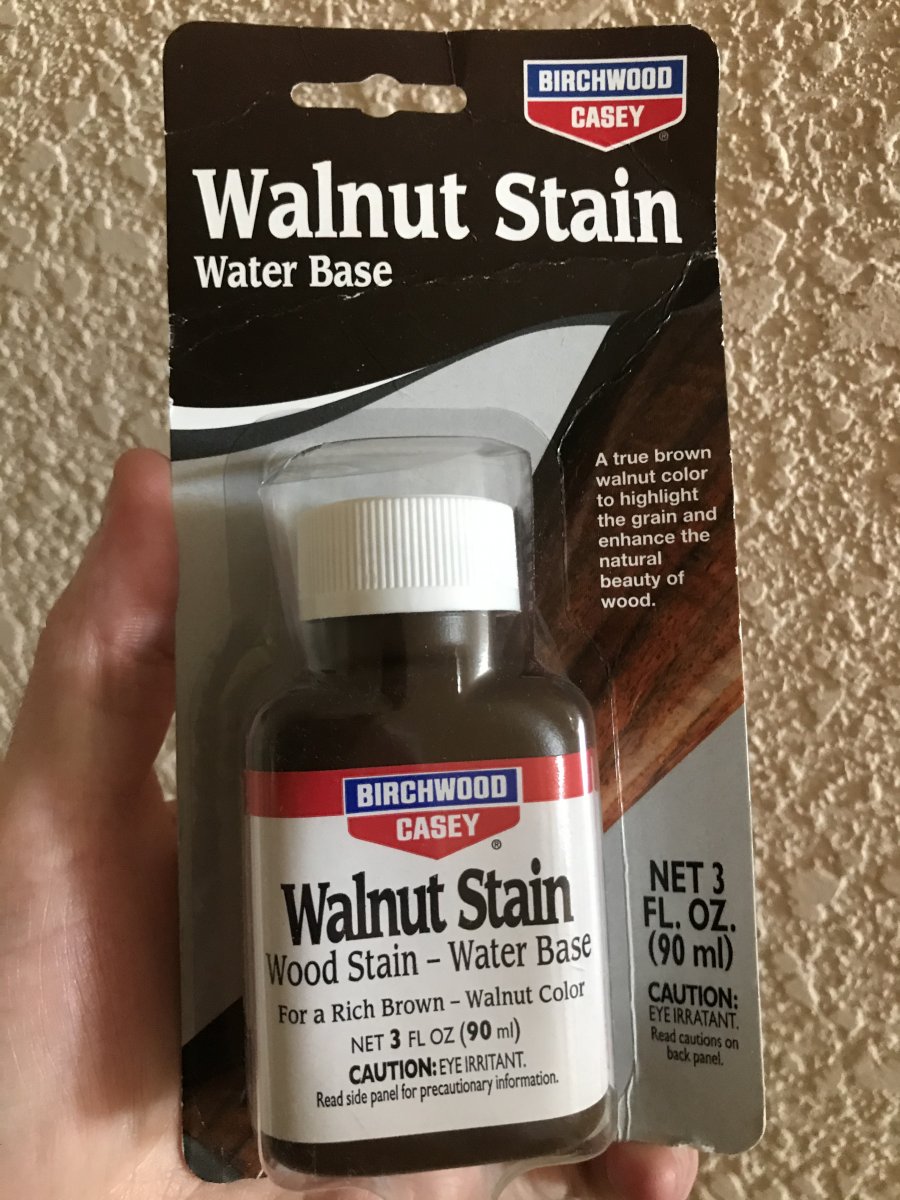 BIRCHWOOD
CASEY
®
Walnut Stain
Water Base
A true brown
walnut color
to highlight
the grain and
enhance the
natural
beauty of
wood.
BIRCHWOOD
CASEY
®
Walnut Stain
Wood Stain – Water Base
For a Rich Brown – Walnut Color
NET 3 FL OZ (90 ml)
CAUTION: EYE IRRITANT.
Read side panel for precautionary information.
NET 3
FL. OZ.
(90 ml)
CAUTION:
EYE IRRATANT.
Read cautions on
back panel.